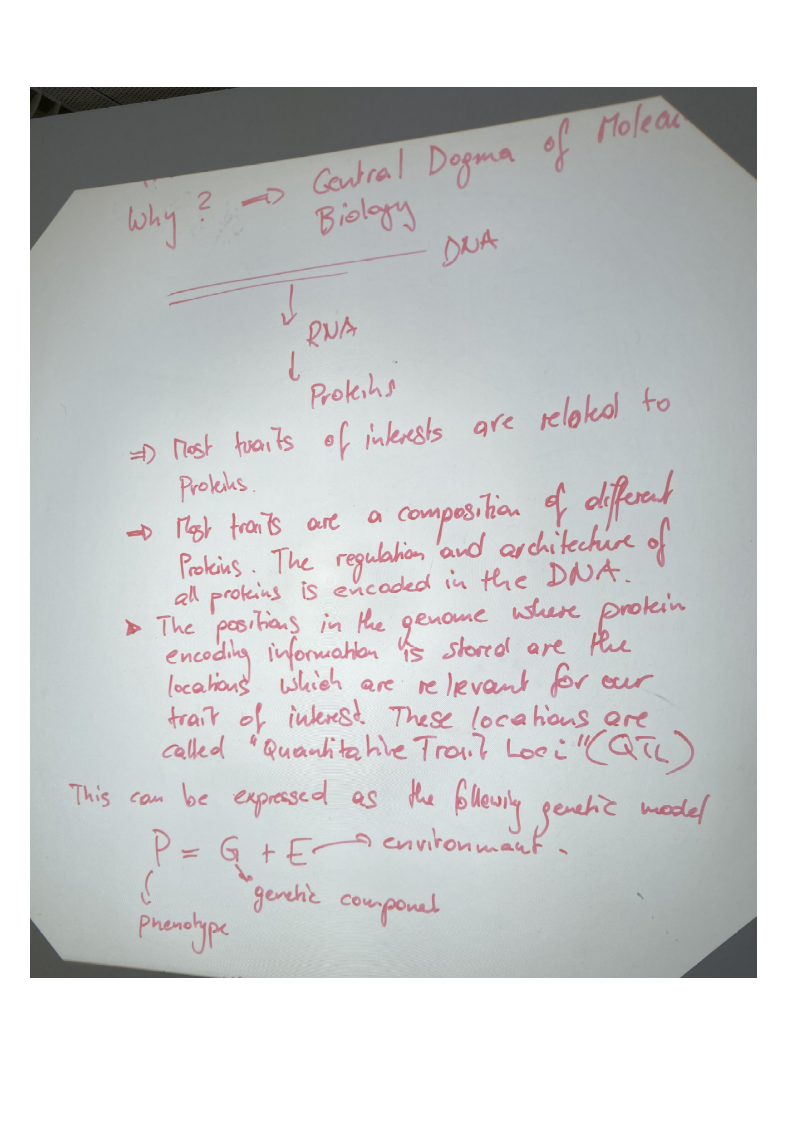 Why? ⇒ Central Dogma of Molecu
Biology
DNA
↓
RNA
↓
Proteins
⇒ Most traits of interests are related to
Proteins.
⇒ Most traits are a composition of different
Proteins. The regulation and architecture of
all proteins is encoded in the DNA.
▷ The positions in the genome where protein
encoding information is stored are the
locations which are relevant for our
trait of interest. These locations are
called "Quantitative Trait Loci" (QTL)
This can be expressed as the following genetic model
P = G + E → environment.
genetic componet
Phenotype